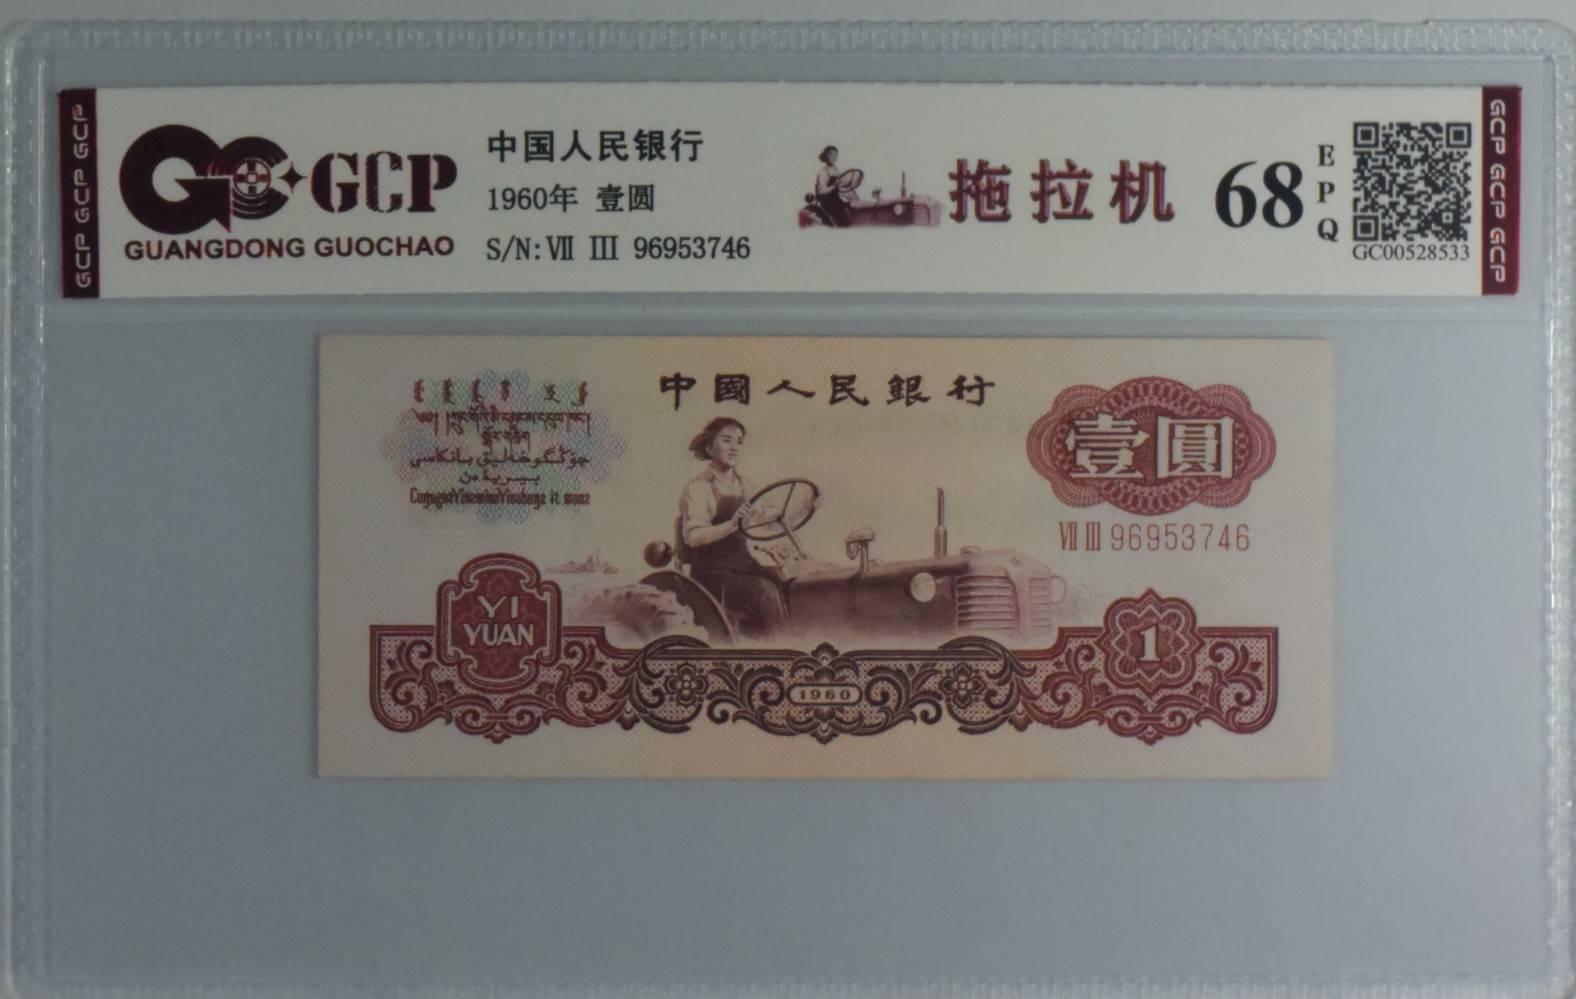 GCP GCP GCP
GCP
GUANGDONG GUOCHAO
中国人民银行
1960年 壹圆
S/N: Ⅶ Ⅲ 96953746
拖拉机
68
EPQ
GC00528533
GCP GCP GCP
中國人民銀行
壹圓
Ⅶ Ⅲ 96953746
YI
YUAN
1
1960